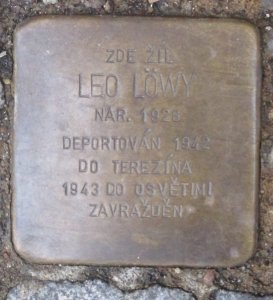 ZDE ŽIL
LEO LÖWY
NAR. 1928
DEPORTOVÁN 1942
DO TEREZÍNA
1943 DO OSVĚTIMI
ZAVRAŽDĚN